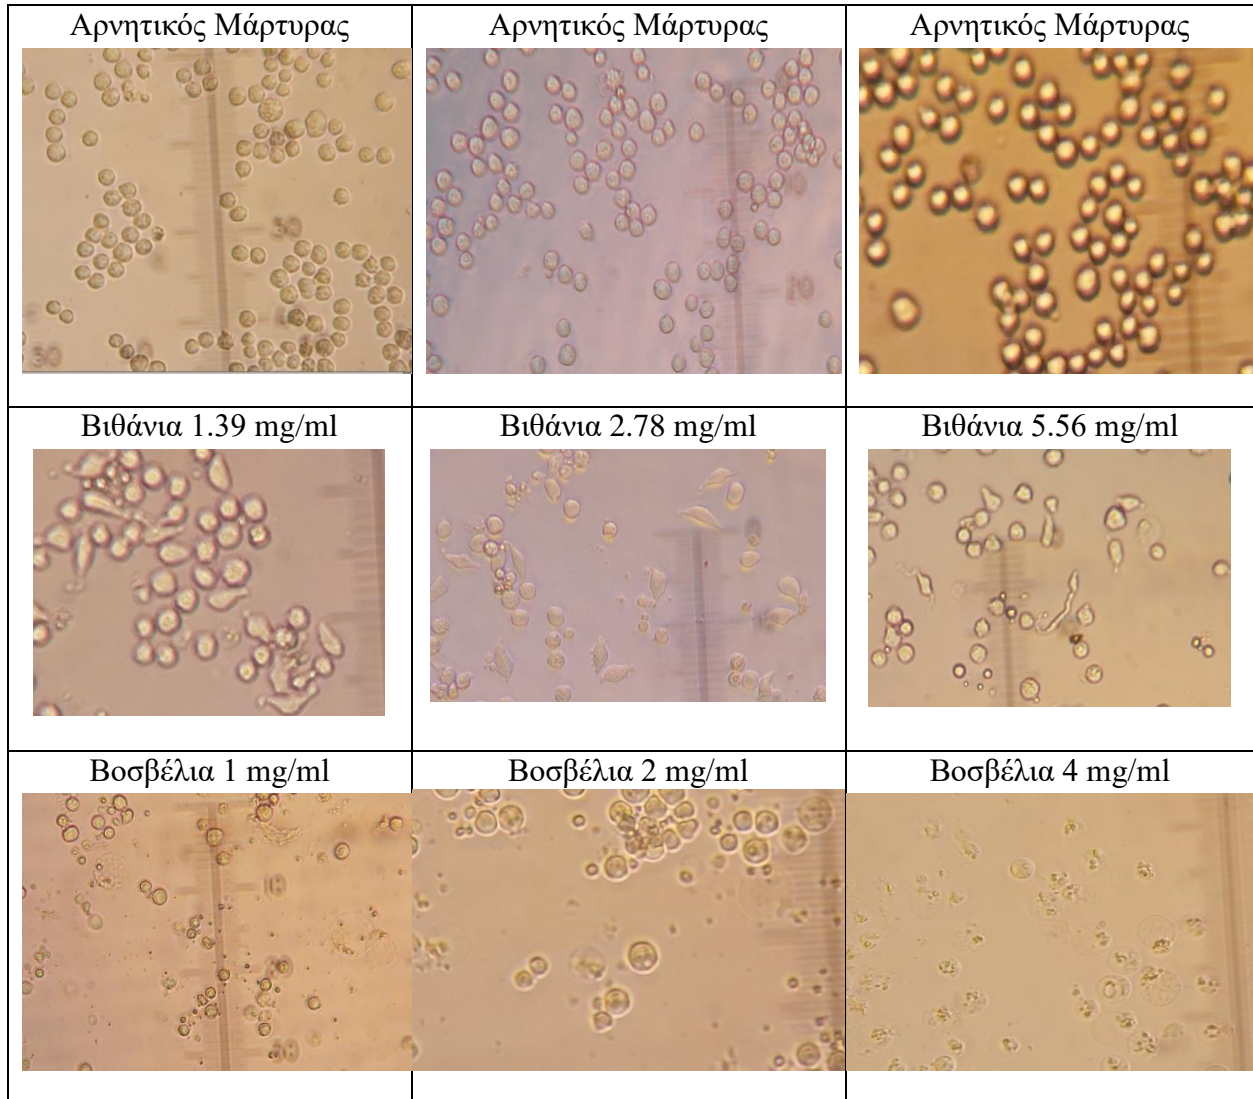 Αρνητικός Μάρτυρας
Αρνητικός Μάρτυρας
Αρνητικός Μάρτυρας
Βιθάνια 1.39 mg/ml
Βιθάνια 2.78 mg/ml
Βιθάνια 5.56 mg/ml
Βοσβέλια 1 mg/ml
Βοσβέλια 2 mg/ml
Βοσβέλια 4 mg/ml